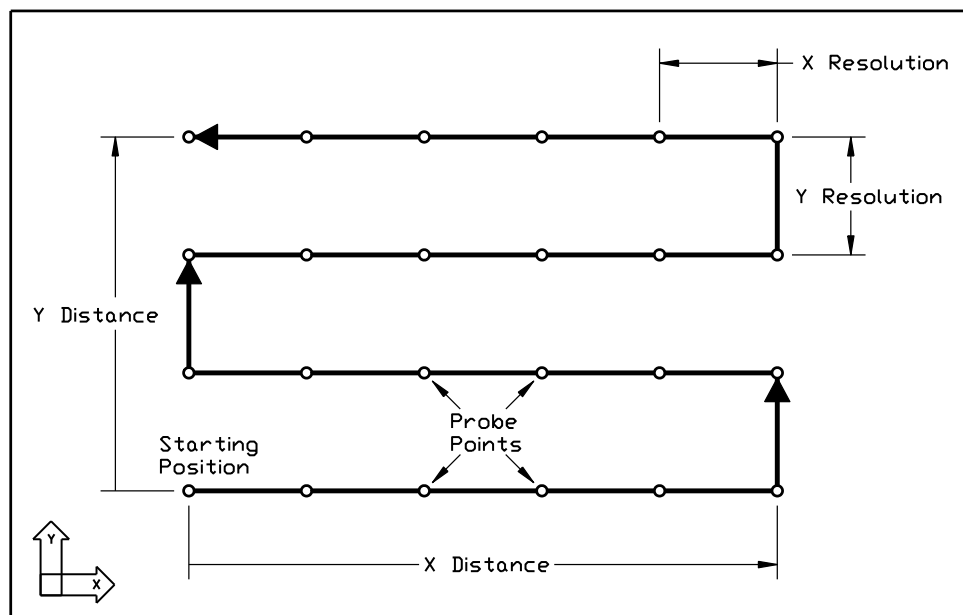 X Resolution
Y Resolution
Y Distance
Probe
Points
Starting
Position
X Distance
Y
X